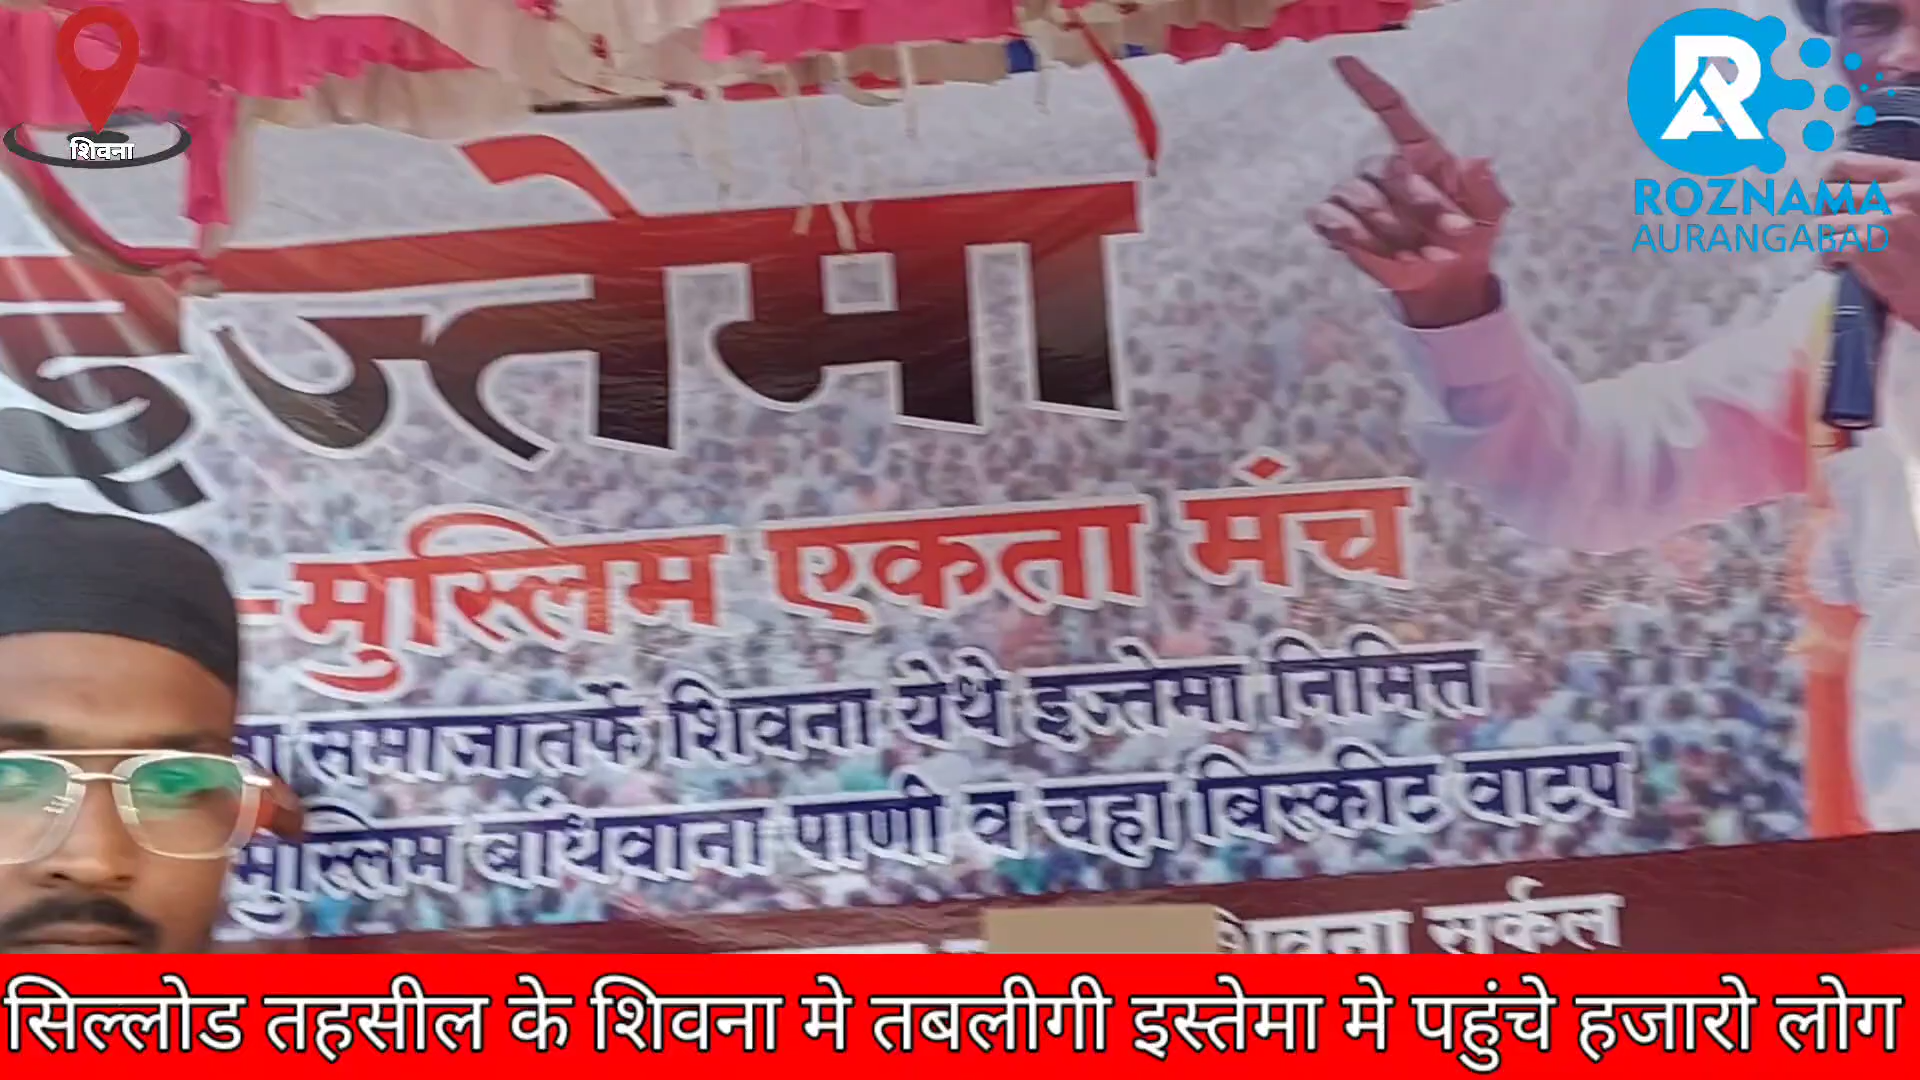 शिवना
ROZNAMA
AURANGABAD
इज्तेमा
-मुस्लिम एकता मंच
समाजातर्फे शिवना येथे इज्तेमा निमित्त
मुस्लिम बांधवांना पाणी व चहा बिस्कीट वाटप
शिवना सर्कल
सिल्लोड तहसील के शिवना मे तबलीगी इस्तेमा मे पहुंचे हजारो लोग